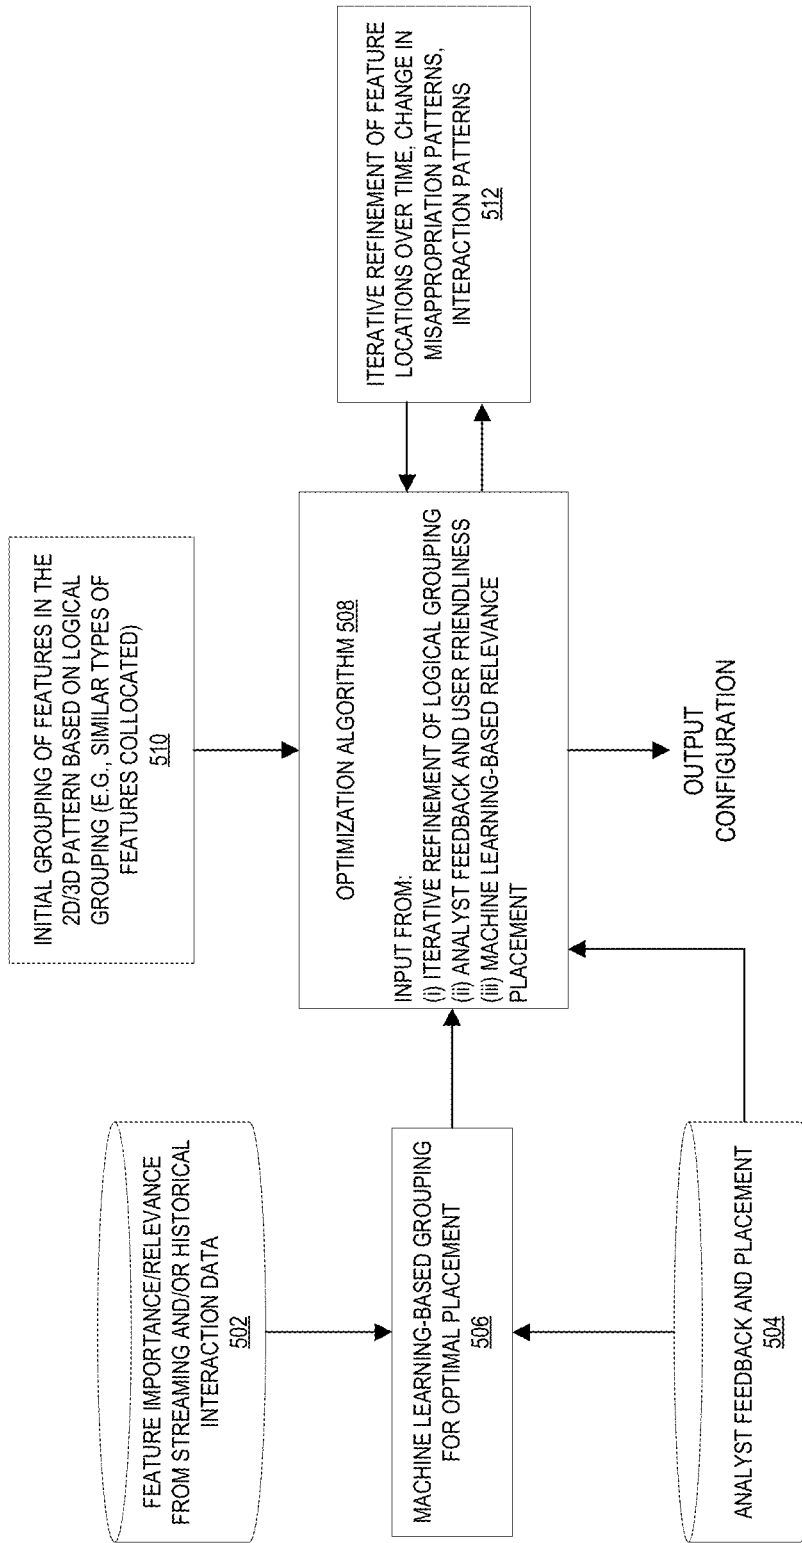 FEATURE IMPORTANCE/RELEVANCE
FROM STREAMING AND/OR HISTORICAL
INTERACTION DATA
502
MACHINE LEARNING-BASED GROUPING
FOR OPTIMAL PLACEMENT
506
ANALYST FEEDBACK AND PLACEMENT
504
INITIAL GROUPING OF FEATURES IN THE
2D/3D PATTERN BASED ON LOGICAL
GROUPING (E.G., SIMILAR TYPES OF
FEATURES COLLOCATED)
510
OPTIMIZATION ALGORITHM 508
INPUT FROM:
(i) ITERATIVE REFINEMENT OF LOGICAL GROUPING
(ii) ANALYST FEEDBACK AND USER FRIENDLINESS
(iii) MACHINE LEARNING-BASED RELEVANCE
PLACEMENT
OUTPUT
CONFIGURATION
ITERATIVE REFINEMENT OF FEATURE
LOCATIONS OVER TIME, CHANGE IN
MISAPPROPRIATION PATTERNS,
INTERACTION PATTERNS
512